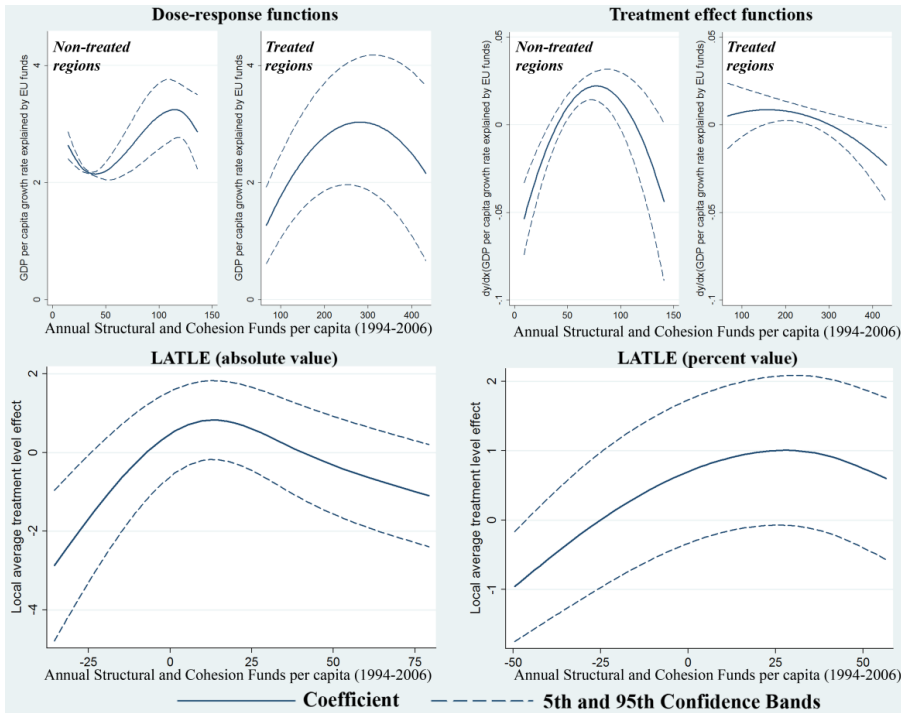 Dose-response functions
Treatment effect functions
Non-treated
regions
Treated
regions
Non-treated
regions
Treated
regions
GDP per capita growth rate explained by EU funds
0 2 4
0 50 100 150
GDP per capita growth rate explained by EU funds
0 2 4
100 200 300 400
dy/dx(GDP per capita growth rate explained by EU funds)
-.1 -.05 0 .05
0 50 100 150
dy/dx(GDP per capita growth rate explained by EU funds)
-.1 -.05 0 .05
100 200 300 400
Annual Structural and Cohesion Funds per capita (1994-2006)
Annual Structural and Cohesion Funds per capita (1994-2006)
LATLE (absolute value)
LATLE (percent value)
Local average treatment level effect
-4 -2 0 2
-25 0 25 50 75
Local average treatment level effect
-1 0 1 2
-50 -25 0 25 50
Annual Structural and Cohesion Funds per capita (1994-2006)
Annual Structural and Cohesion Funds per capita (1994-2006)
Coefficient
5th and 95th Confidence Bands